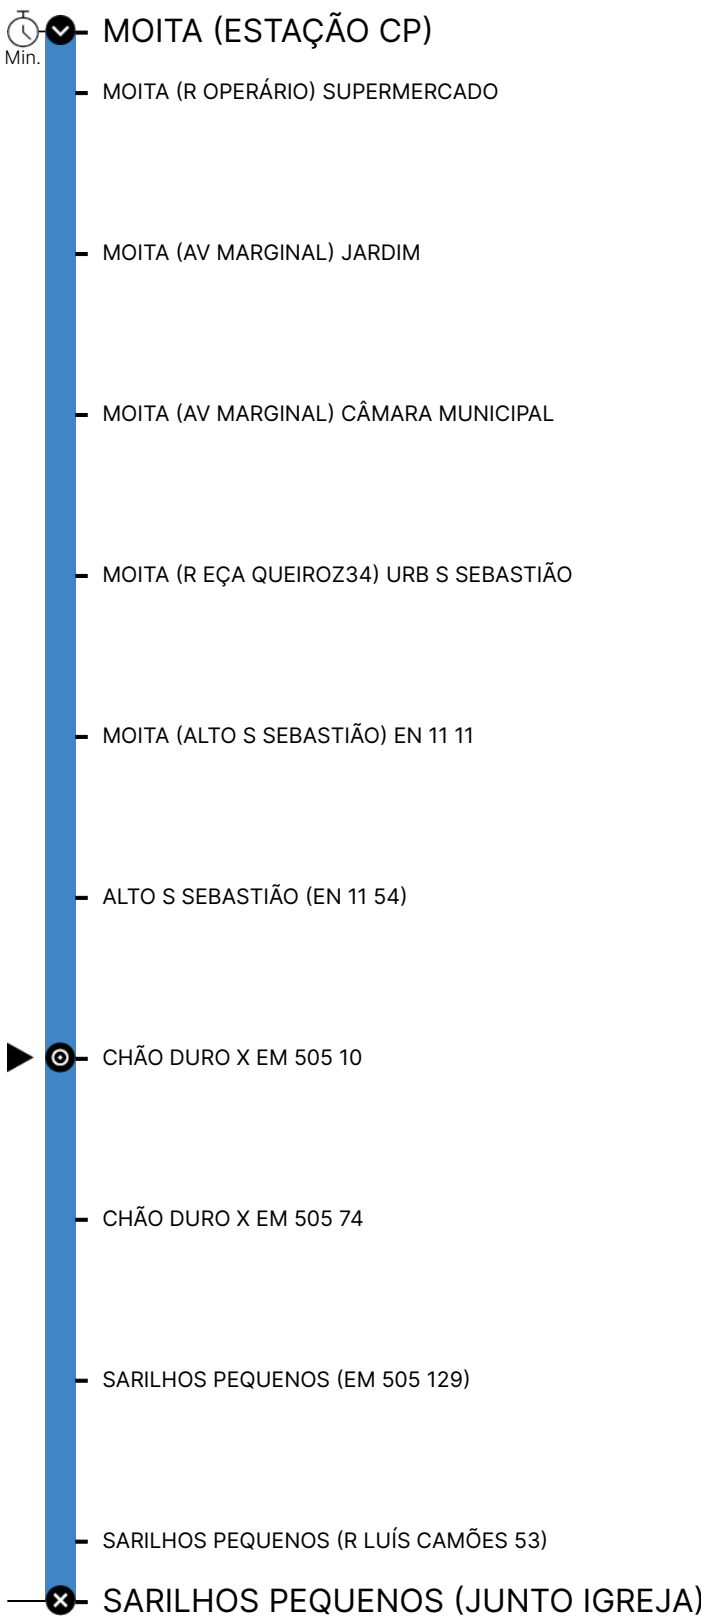 MOITA (ESTAÇÃO CP)
Min.
MOITA (R OPERÁRIO) SUPERMERCADO
MOITA (AV MARGINAL) JARDIM
MOITA (AV MARGINAL) CÂMARA MUNICIPAL
MOITA (R EÇA QUEIROZ34) URB S SEBASTIÃO
MOITA (ALTO S SEBASTIÃO) EN 11 11
ALTO S SEBASTIÃO (EN 11 54)
CHÃO DURO X EM 505 10
CHÃO DURO X EM 505 74
SARILHOS PEQUENOS (EM 505 129)
SARILHOS PEQUENOS (R LUÍS CAMÕES 53)
SARILHOS PEQUENOS (JUNTO IGREJA)